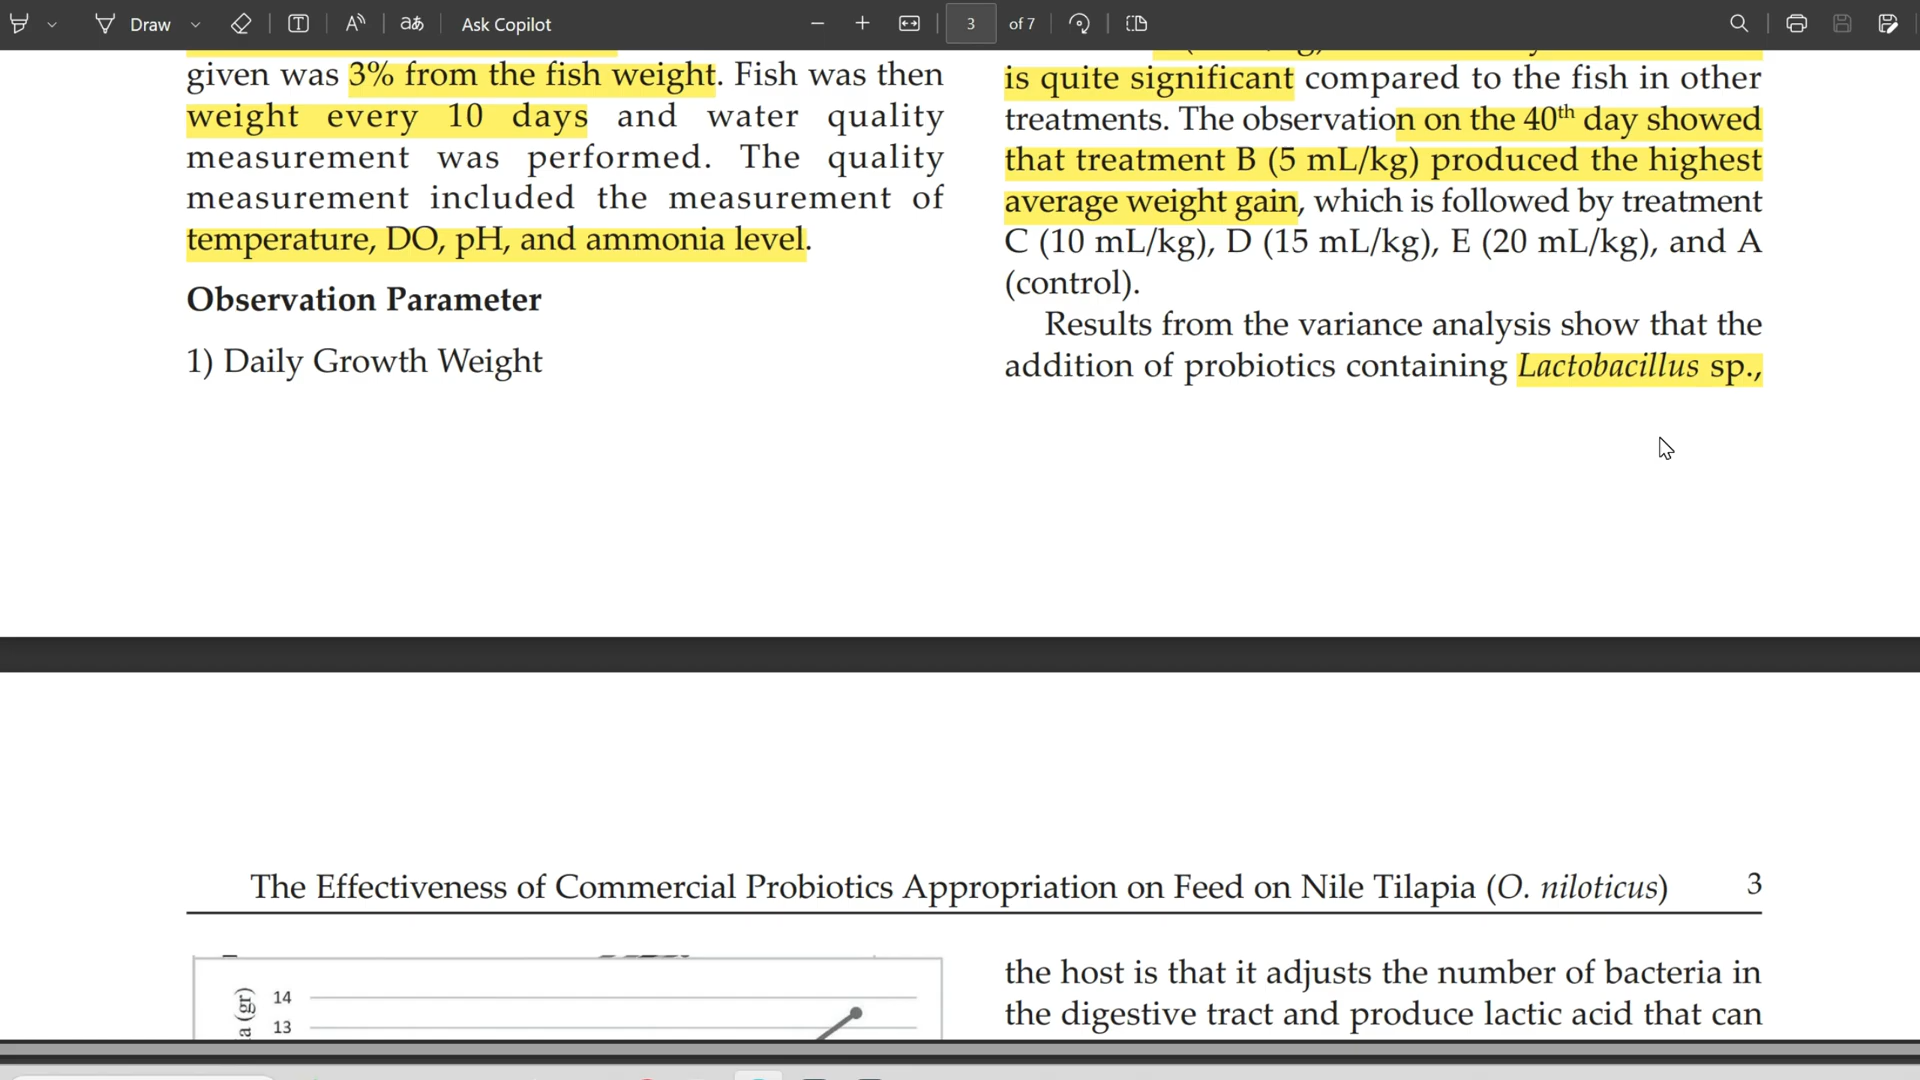 Draw
Ask Copilot
3
of 7
given was 3% from the fish weight. Fish was then
weight every 10 days and water quality
measurement was performed. The quality
measurement included the measurement of
temperature, DO, pH, and ammonia level.
Observation Parameter
1) Daily Growth Weight
is quite significant compared to the fish in other
treatments. The observation on the 40th day showed
that treatment B (5 mL/kg) produced the highest
average weight gain, which is followed by treatment
C (10 mL/kg), D (15 mL/kg), E (20 mL/kg), and A
(control).
Results from the variance analysis show that the
addition of probiotics containing Lactobacillus sp.,
The Effectiveness of Commercial Probiotics Appropriation on Feed on Nile Tilapia (O. niloticus) 3
a (gr)
14
13
the host is that it adjusts the number of bacteria in
the digestive tract and produce lactic acid that can